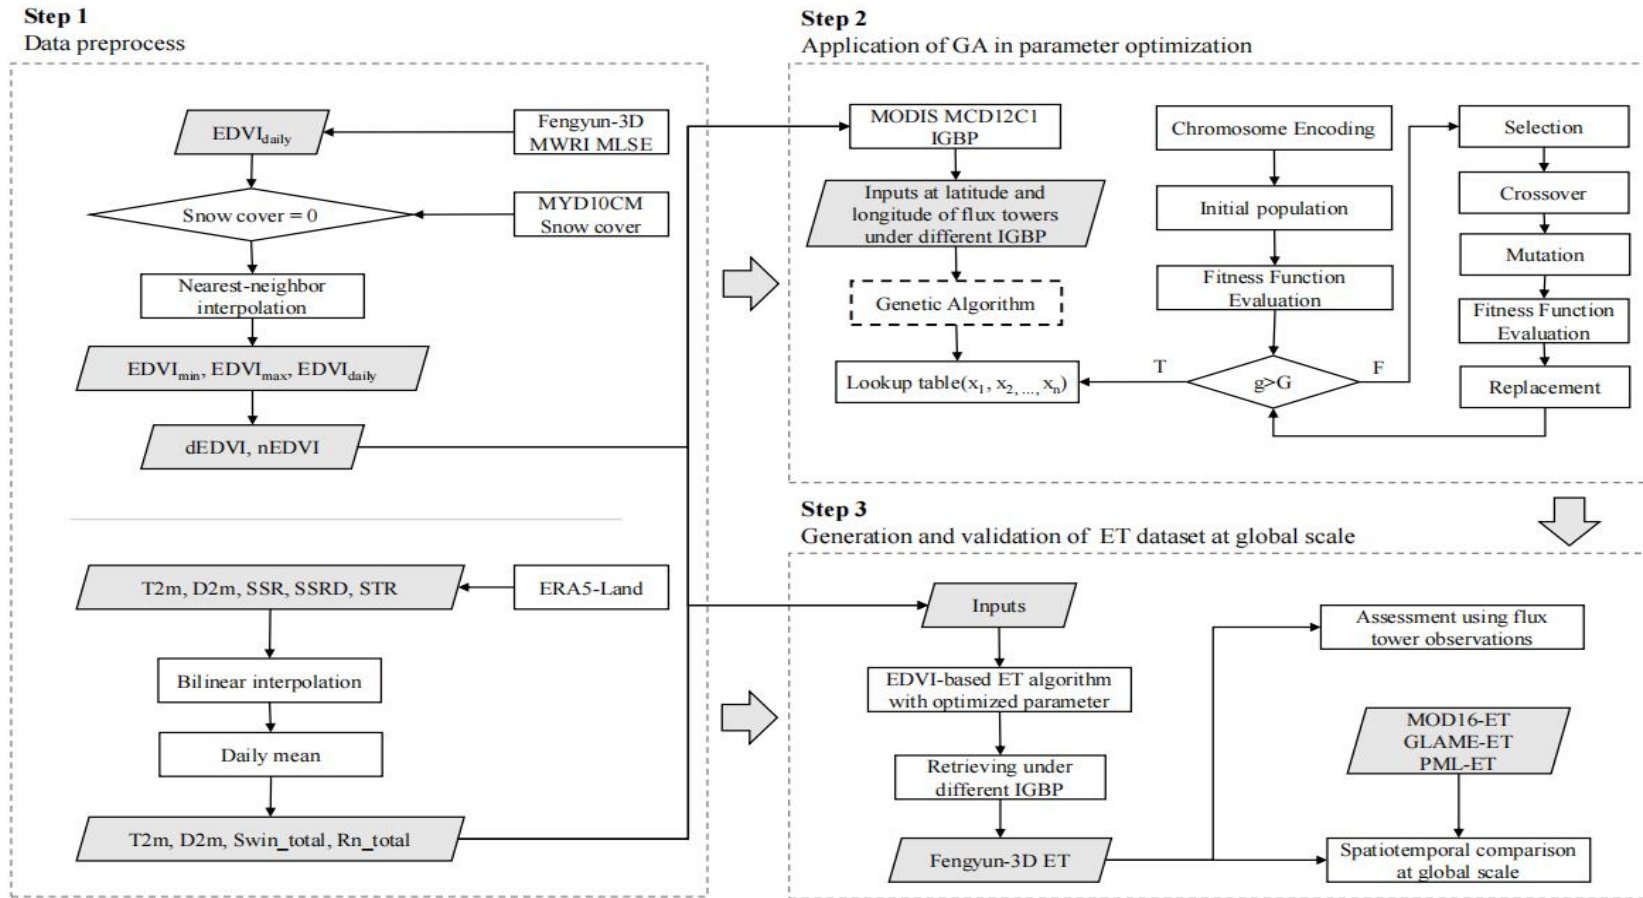 Step 1
Data preprocess
EDVIdaily
Fengyun-3D
MWRI MLSE
Snow cover = 0
MYD10CM
Snow cover
Nearest-neighbor
interpolation
EDVImin, EDVImax, EDVIdaily
dEDVI, nEDVI
T2m, D2m, SSR, SSRD, STR
ERA5-Land
Bilinear interpolation
Daily mean
T2m, D2m, Swin_total, Rn_total
Step 2
Application of GA in parameter optimization
MODIS MCD12C1
IGBP
Inputs at latitude and
longitude of flux towers
under different IGBP
Genetic Algorithm
Lookup table(x1, x2, ..., xn)
Chromosome Encoding
Initial population
Fitness Function
Evaluation
T
g>G
F
Selection
Crossover
Mutation
Fitness Function
Evaluation
Replacement
Step 3
Generation and validation of ET dataset at global scale
Inputs
EDVI-based ET algorithm
with optimized parameter
Retrieving under
different IGBP
Fengyun-3D ET
Assessment using flux
tower observations
MOD16-ET
GLAME-ET
PML-ET
Spatiotemporal comparison
at global scale